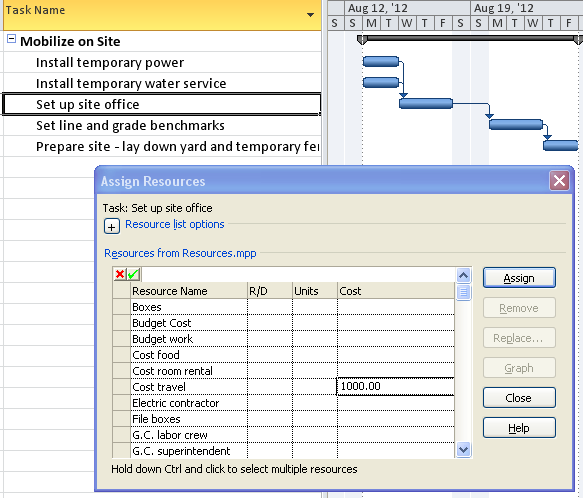 Task Name
Aug 12, '12 Aug 19, '12
S S M T W T F S S M T W T F S
Mobilize on Site
Install temporary power
Install temporary water service
Set up site office
Set line and grade benchmarks
Prepare site - lay down yard and temporary fen
Assign Resources
Task: Set up site office
+ Resource list options
Resources from Resources.mpp
Resource Name R/D Units Cost
Boxes
Budget Cost
Budget work
Cost food
Cost room rental
Cost travel 1000.00
Electric contractor
File boxes
G.C. labor crew
G.C. superintendent
Assign
Remove
Replace...
Graph
Close
Help
Hold down Ctrl and click to select multiple resources